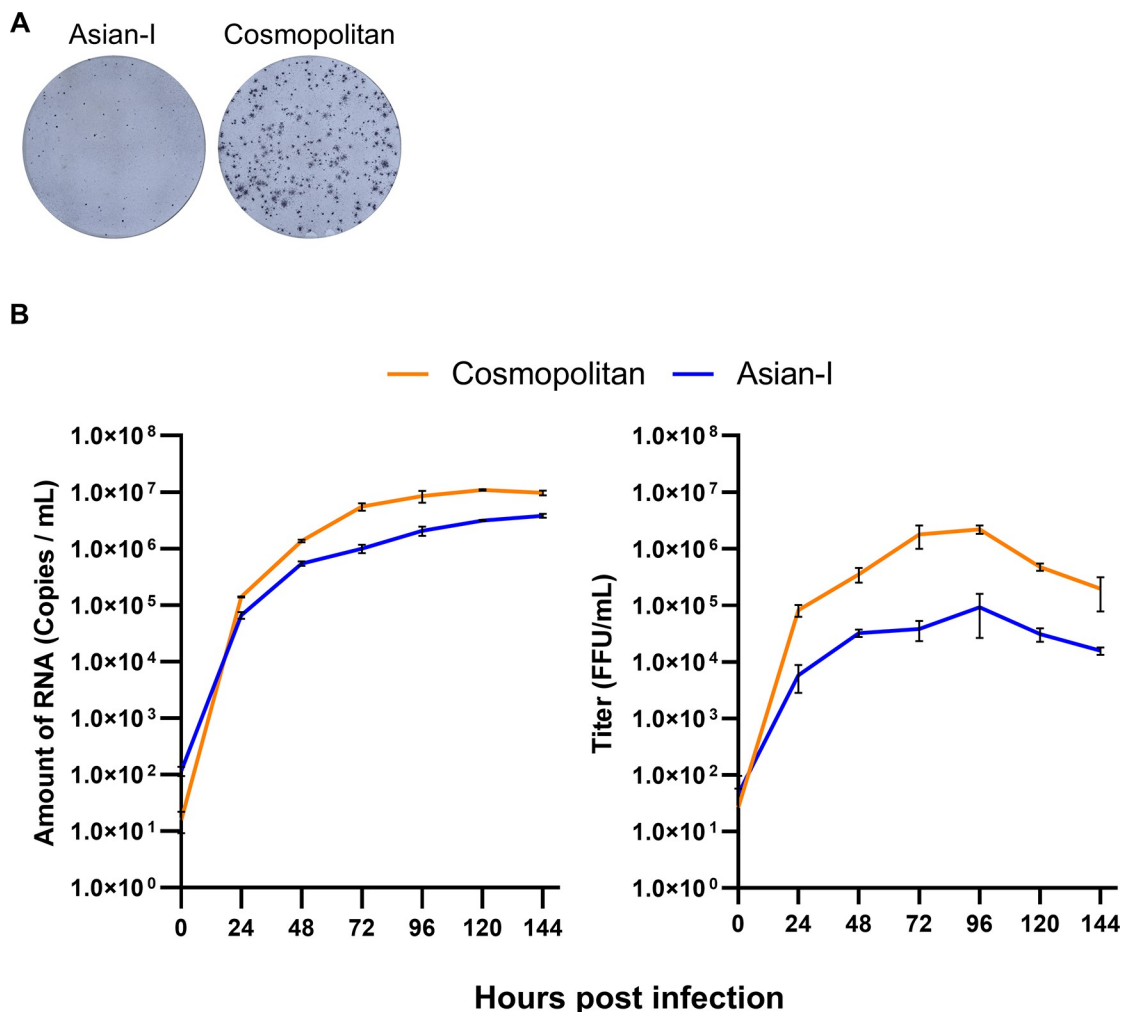 A
Asian-I Cosmopolitan
B
Cosmopolitan Asian-I
Amount of RNA (Copies / mL)
1.0×10⁸
1.0×10⁷
1.0×10⁶
1.0×10⁵
1.0×10⁴
1.0×10³
1.0×10²
1.0×10¹
1.0×10⁰
0 24 48 72 96 120 144
Titer (FFU/mL)
1.0×10⁸
1.0×10⁷
1.0×10⁶
1.0×10⁵
1.0×10⁴
1.0×10³
1.0×10²
1.0×10¹
1.0×10⁰
0 24 48 72 96 120 144
Hours post infection